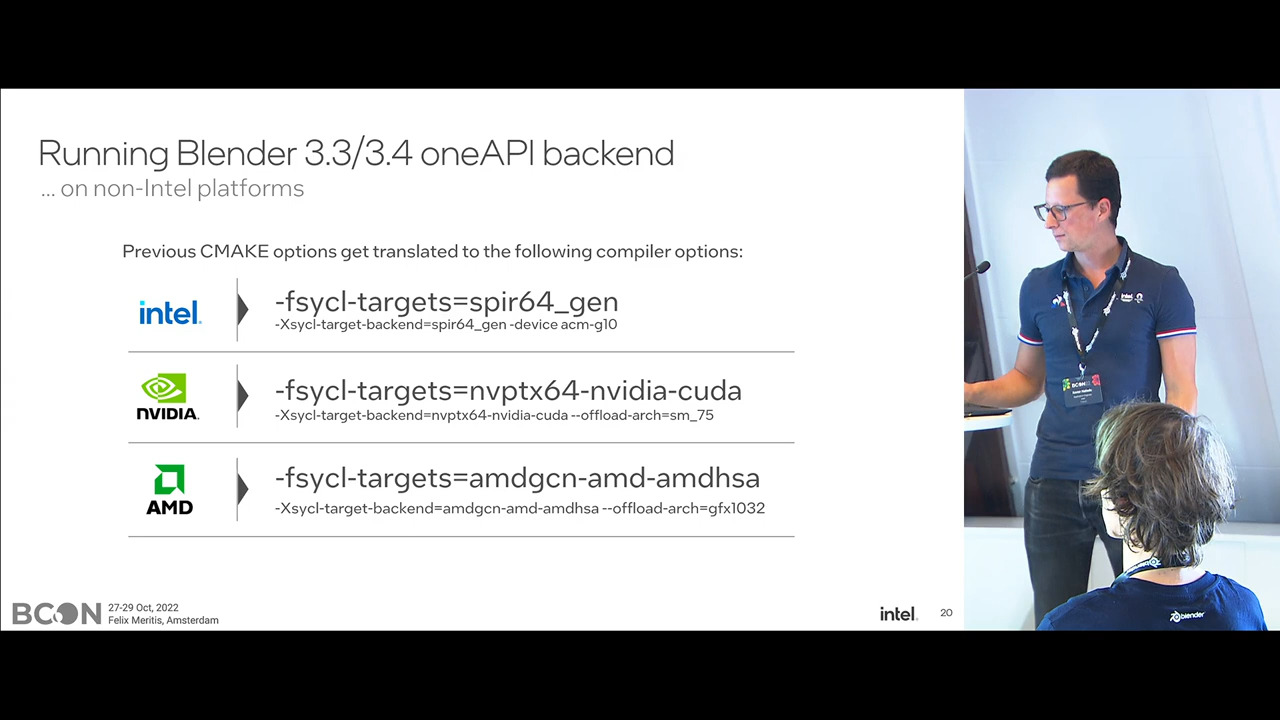 Running Blender 3.3/3.4 oneAPI backend
... on non-Intel platforms
Previous CMAKE options get translated to the following compiler options:
intel.
-fsycl-targets=spir64_gen
-Xsycl-target-backend=spir64_gen -device acm-g10
NVIDIA.
-fsycl-targets=nvptx64-nvidia-cuda
-Xsycl-target-backend=nvptx64-nvidia-cuda --offload-arch=sm_75
AMD
-fsycl-targets=amdgcn-amd-amdhsa
-Xsycl-target-backend=amdgcn-amd-amdhsa --offload-arch=gfx1032
BCON
27-29 Oct, 2022
Felix Meritis, Amsterdam
intel.
20
intel
BCON
blender